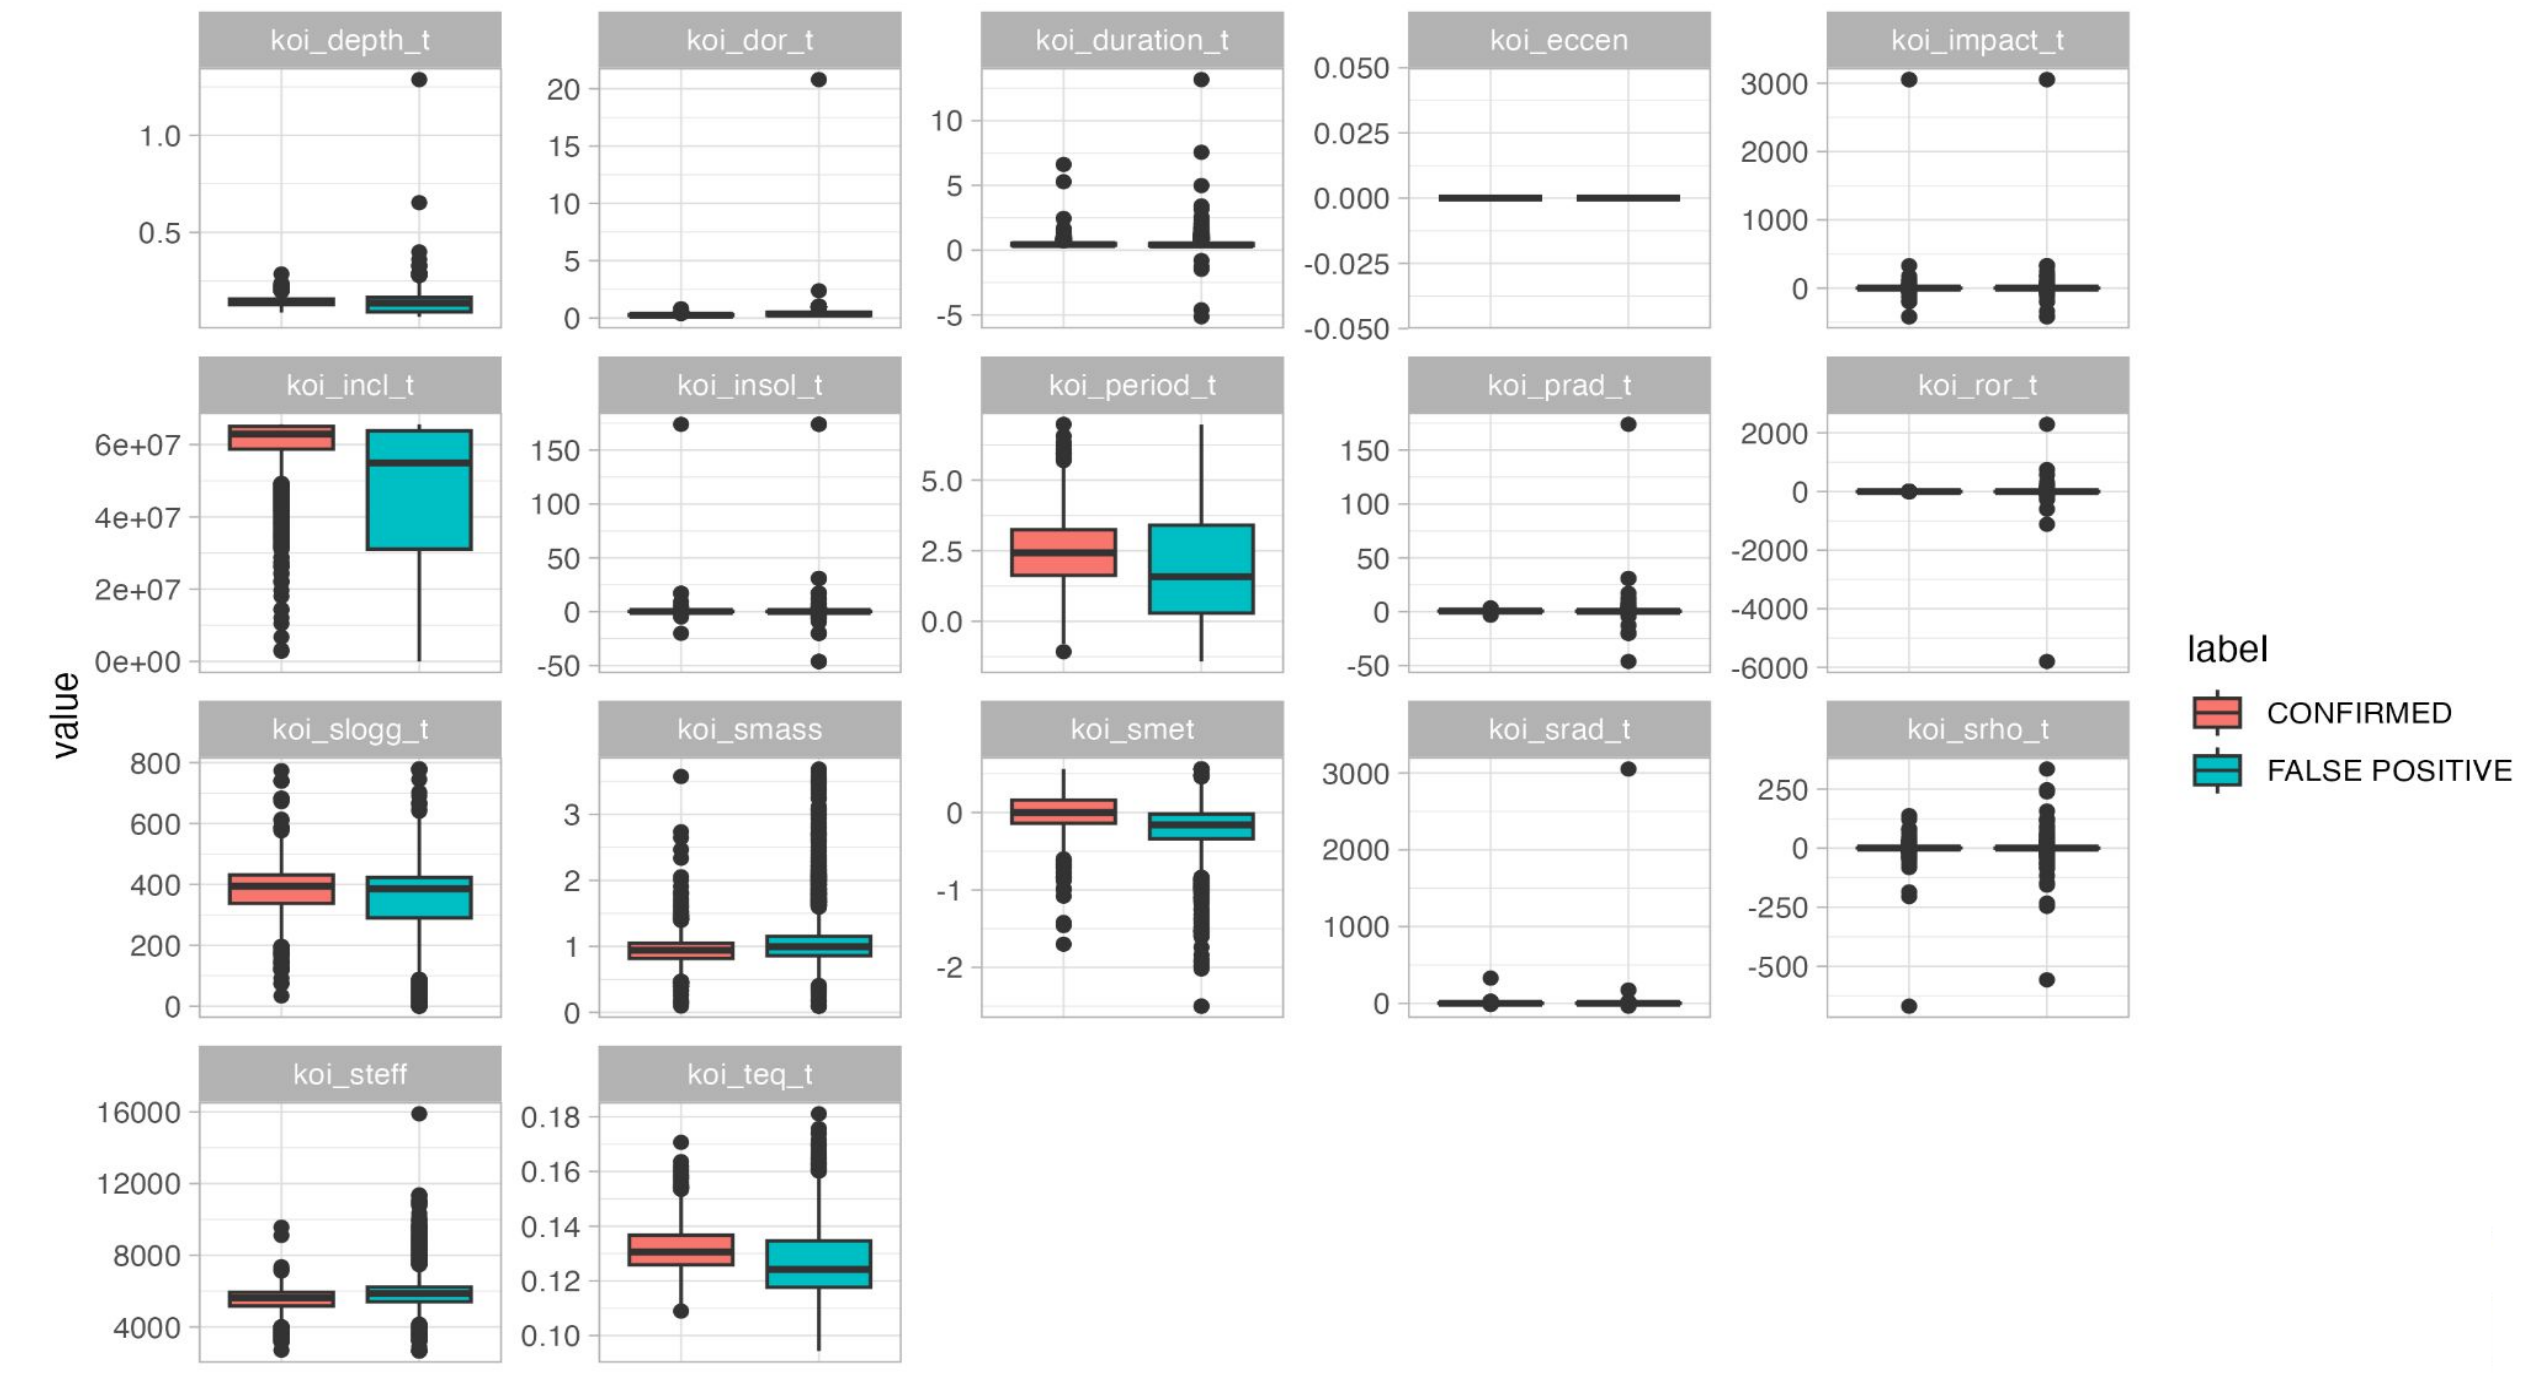 koi_depth_t
koi_dor_t
koi_duration_t
koi_eccen
koi_impact_t
1.0
0.5
20
15
10
5
0
10
5
0
-5
0.050
0.025
0.000
-0.025
-0.050
3000
2000
1000
0
koi_incl_t
koi_insol_t
koi_period_t
koi_prad_t
koi_ror_t
6e+07
4e+07
2e+07
0e+00
150
100
50
0
-50
5.0
2.5
0.0
150
100
50
0
-50
2000
0
-2000
-4000
-6000
value
koi_slogg_t
koi_smass
koi_smet
koi_srad_t
koi_srho_t
800
600
400
200
0
3
2
1
0
0
-1
-2
3000
2000
1000
0
250
0
-250
-500
koi_steff
koi_teq_t
16000
12000
8000
4000
0.18
0.16
0.14
0.12
0.10
label
CONFIRMED
FALSE POSITIVE